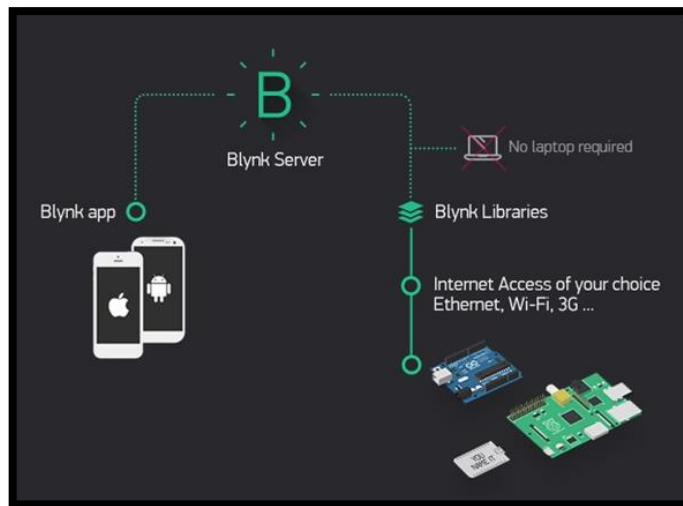 B
Blynk Server
No laptop required
Blynk app
Blynk Libraries
Internet Access of your choice
Ethernet, Wi-Fi, 3G ...
YOU
NAME IT